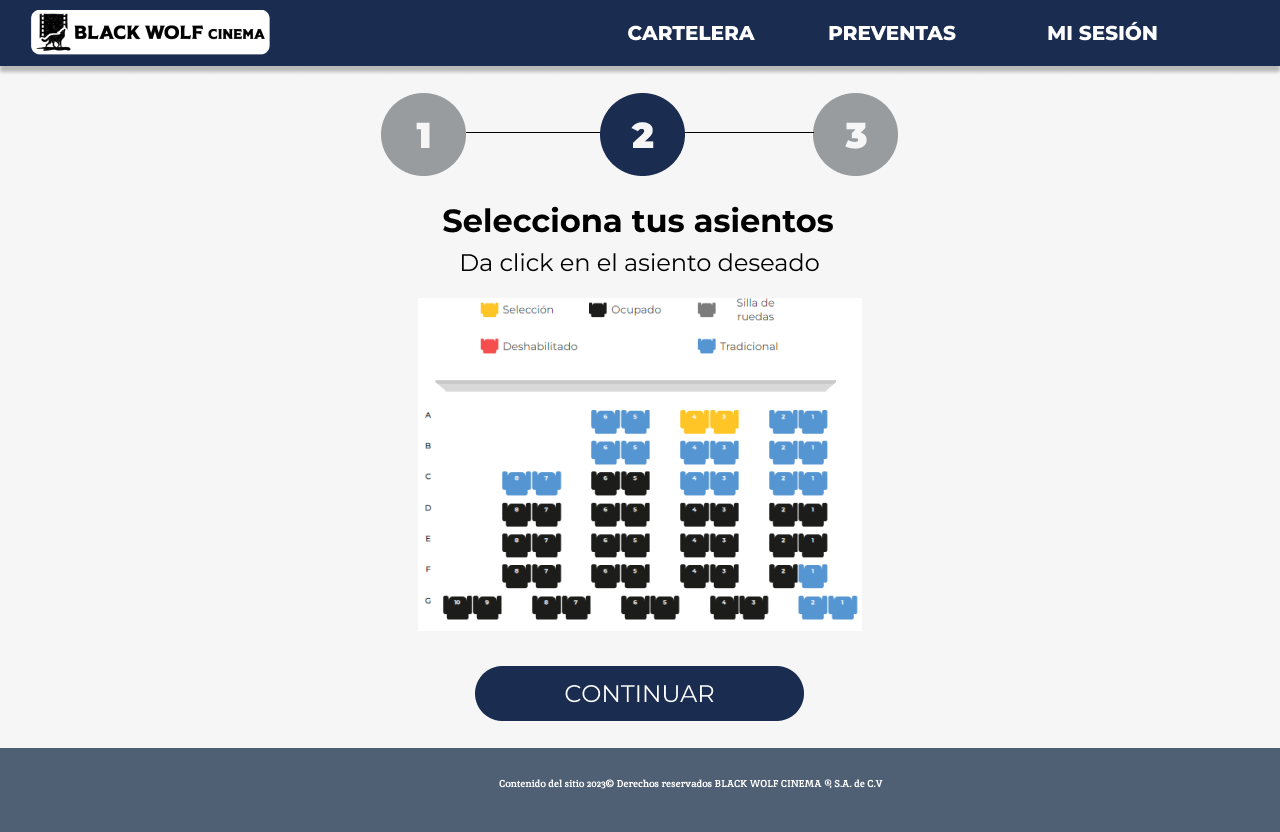 BLACK WOLF CINEMA
CARTELERA PREVENTAS MI SESIÓN
1 2 3
Selecciona tus asientos
Da click en el asiento deseado
Selección Ocupado Silla de
ruedas
Deshabilitado Tradicional
A 6 5 4 3 2 1
B 6 5 4 3 2 1
C 8 7 6 5 4 3 2 1
D 8 7 6 5 4 3 2 1
E 8 7 6 5 4 3 2 1
F 8 7 6 5 4 3 2 1
G 10 9 8 7 6 5 4 3 2 1
CONTINUAR
Contenido del sitio 2023© Derechos reservados BLACK WOLF CINEMA ® S.A. de C.V